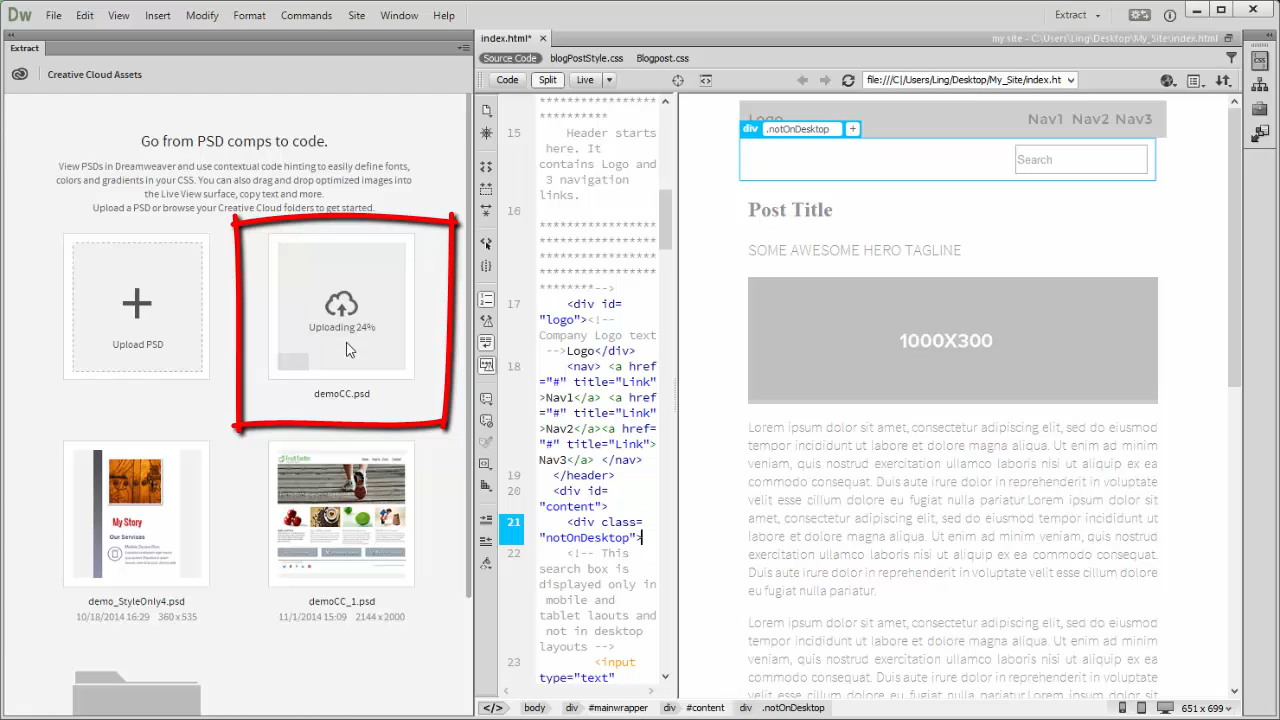 Dw File Edit View Insert Modify Format Commands Site Window Help Extract
Extract
Creative Cloud Assets
Go from PSD comps to code.
View PSDs in Dreamweaver and use contextual code hinting to easily define fonts,
colors and gradients in your CSS. You can also drag and drop optimized images into
the Live View surface, copy text and more.
Upload a PSD or browse your Creative Cloud folders to get started.
Upload PSD
Uploading 24%
demoCC.psd
My Story
Our Services
demo_StyleOnly4.psd
10/18/2014 16:29 360 x 535
demoCC_1.psd
11/1/2014 15:09 2144 x 2000
index.html*
my site - C:\Users\Ling\Desktop\My_Site\index.html
Source Code blogPostStyle.css Blogpost.css
Code Split Live
file:///C|/Users/Ling/Desktop/My_Site/index.ht
*******************
**********
15 Header starts
here. It
contains Logo and
3 navigation
links.
16
****************
****************
****************
****************
********-->
17 <div id=
"logo"><!--
Company Logo text
-->Logo</div>
18 <nav> <a href
="#" title="Link"
>Nav1</a> <a href
="#" title="Link"
>Nav2</a><a href=
"#" title="Link">
Nav3</a> </nav>
19 </header>
20 <div id=
"content">
21 <div class=
"notOnDesktop">
22 <!-- This
search box is
displayed only in
mobile and
tablet laouts and
not in desktop
layouts -->
23 <input
type="text"
Logo Nav1 Nav2 Nav3
div .notOnDesktop +
Search
Post Title
SOME AWESOME HERO TAGLINE
1000X300
Lorem ipsum dolor sit amet, consectetur adipiscing elit, sed do eiusmod
tempor incididunt ut labore et dolore magna aliqua. Ut enim ad minim
veniam, quis nostrud exercitation ullamco laboris nisi ut aliquip ex ea
commodo consequat. Duis aute irure dolor in reprehenderit in voluptate
velit esse cillum dolore eu fugiat nulla pariatur.Lorem ipsum dolor sit
amet, consectetur adipiscing elit, sed do eiusmod tempor incididunt ut
labore et dolore magna aliqua. Ut enim ad minim veniam, quis nostrud
exercitation ullamco laboris nisi ut aliquip ex ea commodo consequat.
Duis aute irure dolor in reprehenderit in voluptate velit esse cillum dolore
eu fugiat nulla pariatur.
Lorem ipsum dolor sit amet, consectetur adipiscing elit, sed do eiusmod
tempor incididunt ut labore et dolore magna aliqua. Ut enim ad minim
veniam, quis nostrud exercitation ullamco laboris nisi ut aliquip ex ea
commodo consequat. Duis aute irure dolor in reprehenderit in voluptate
velit esse cillum dolore eu fugiat nulla pariatur.Lorem ipsum dolor sit
</> body div #mainwrapper div #content div .notOnDesktop 651 x 699